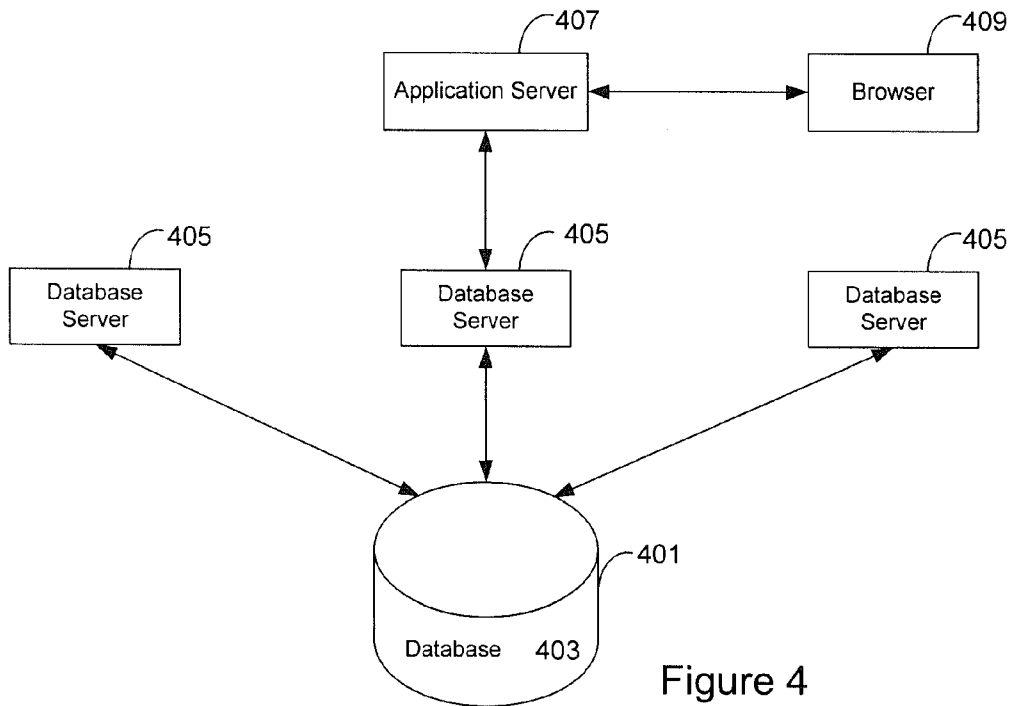 407
409
Application Server
Browser
405
405
405
Database
Server
Database
Server
Database
Server
401
Database 403
Figure 4